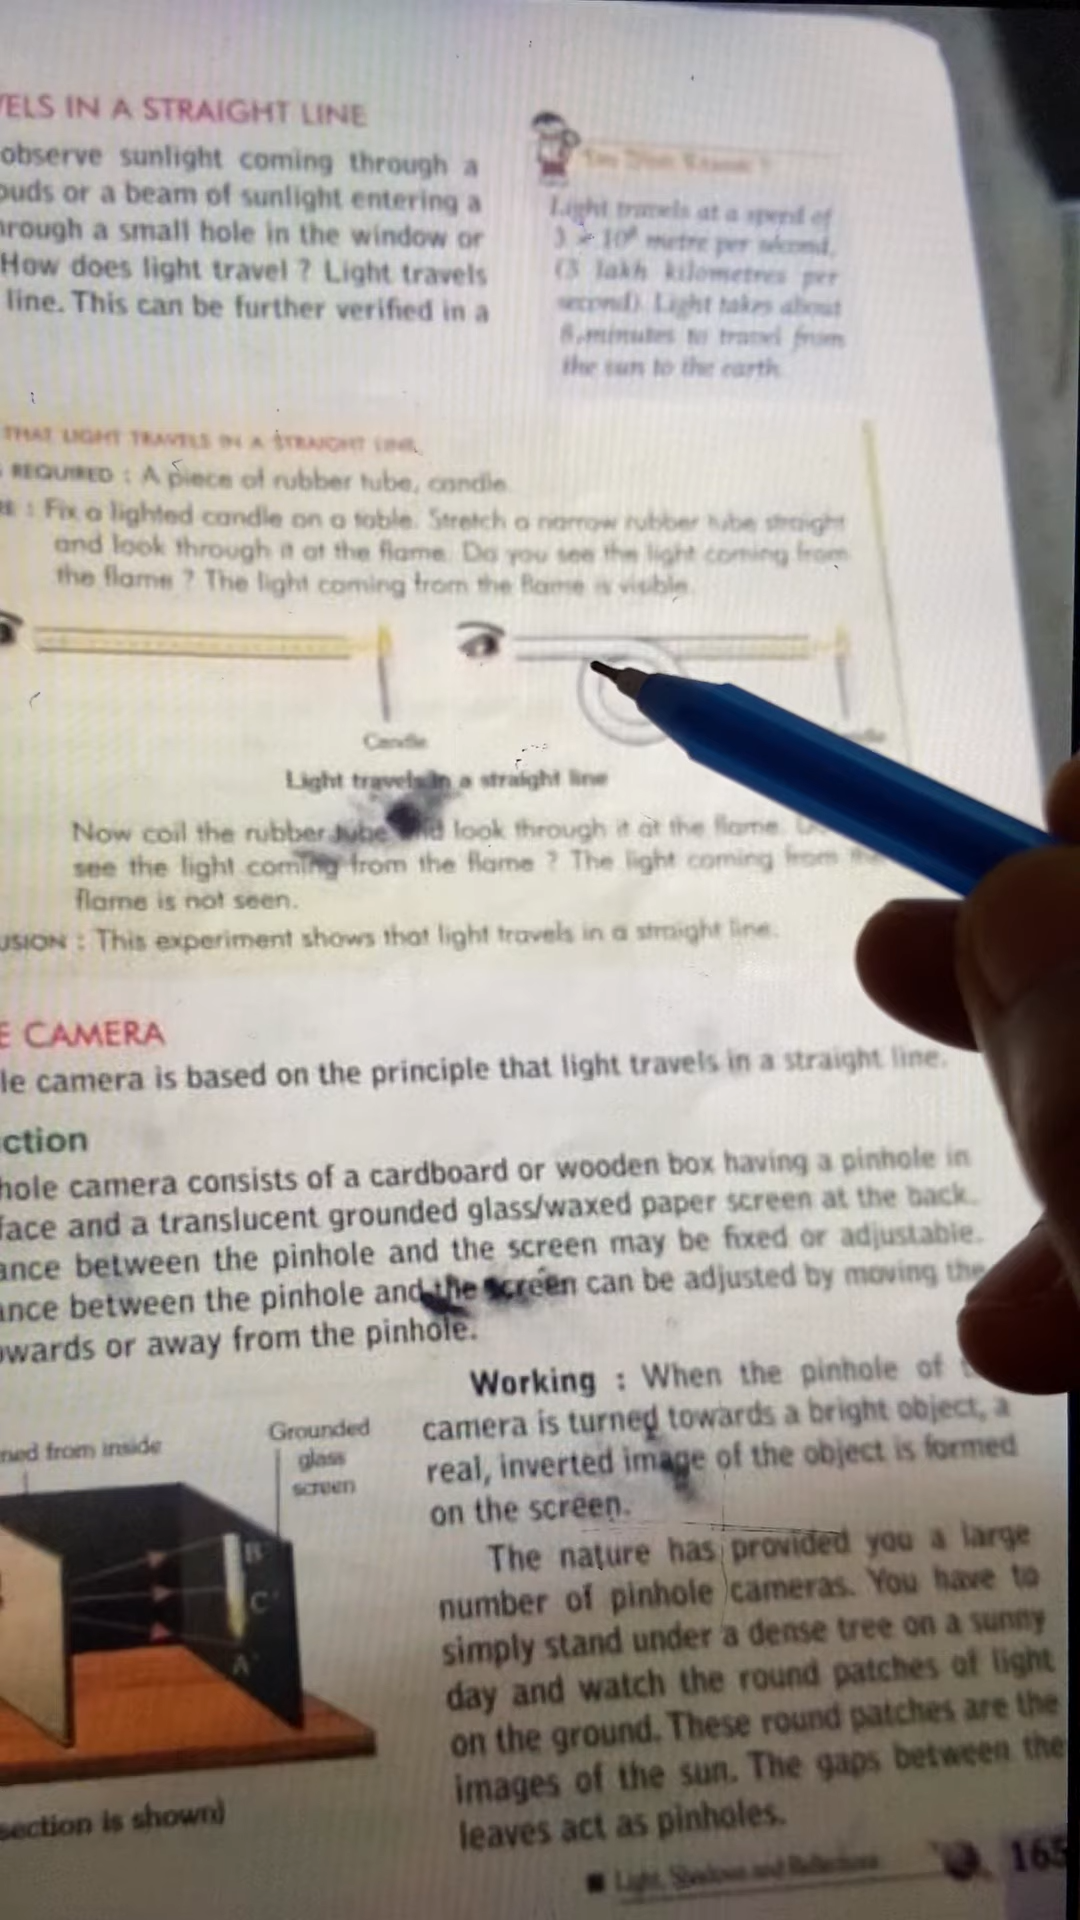 VELS IN A STRAIGHT LINE
observe sunlight coming through a
ouds or a beam of sunlight entering a
hrough a small hole in the window or
How does light travel ? Light travels
line. This can be further verified in a
Light travels at a speed of
3 × 10⁸ metre per second.
(3 lakh kilometres per
second). Light takes about
8 minutes to travel from
the sun to the earth.
THAT LIGHT TRAVELS IN A STRAIGHT LINE
REQUIRED : A piece of rubber tube, candle.
RE : Fix a lighted candle on a table. Stretch a narrow rubber tube straight
and look through it at the flame. Do you see the light coming from
the flame ? The light coming from the flame is visible.
Candle
Light travels in a straight line
Now coil the rubber tube and look through it at the flame.
see the light coming from the flame ? The light coming from
flame is not seen.
USION : This experiment shows that light travels in a straight line.
E CAMERA
le camera is based on the principle that light travels in a straight line.
ction
hole camera consists of a cardboard or wooden box having a pinhole in
face and a translucent grounded glass/waxed paper screen at the back.
ance between the pinhole and the screen may be fixed or adjustable.
ance between the pinhole and the screen can be adjusted by moving the
owards or away from the pinhole.
ned from inside
Grounded
glass
screen
B'
C'
A'
section is shown)
Working : When the pinhole of
camera is turned towards a bright object, a
real, inverted image of the object is formed
on the screen.
The nature has provided you a large
number of pinhole cameras. You have to
simply stand under a dense tree on a sunny
day and watch the round patches of light
on the ground. These round patches are the
images of the sun. The gaps between the
leaves act as pinholes.
■ Light, Shadows and Reflections 165